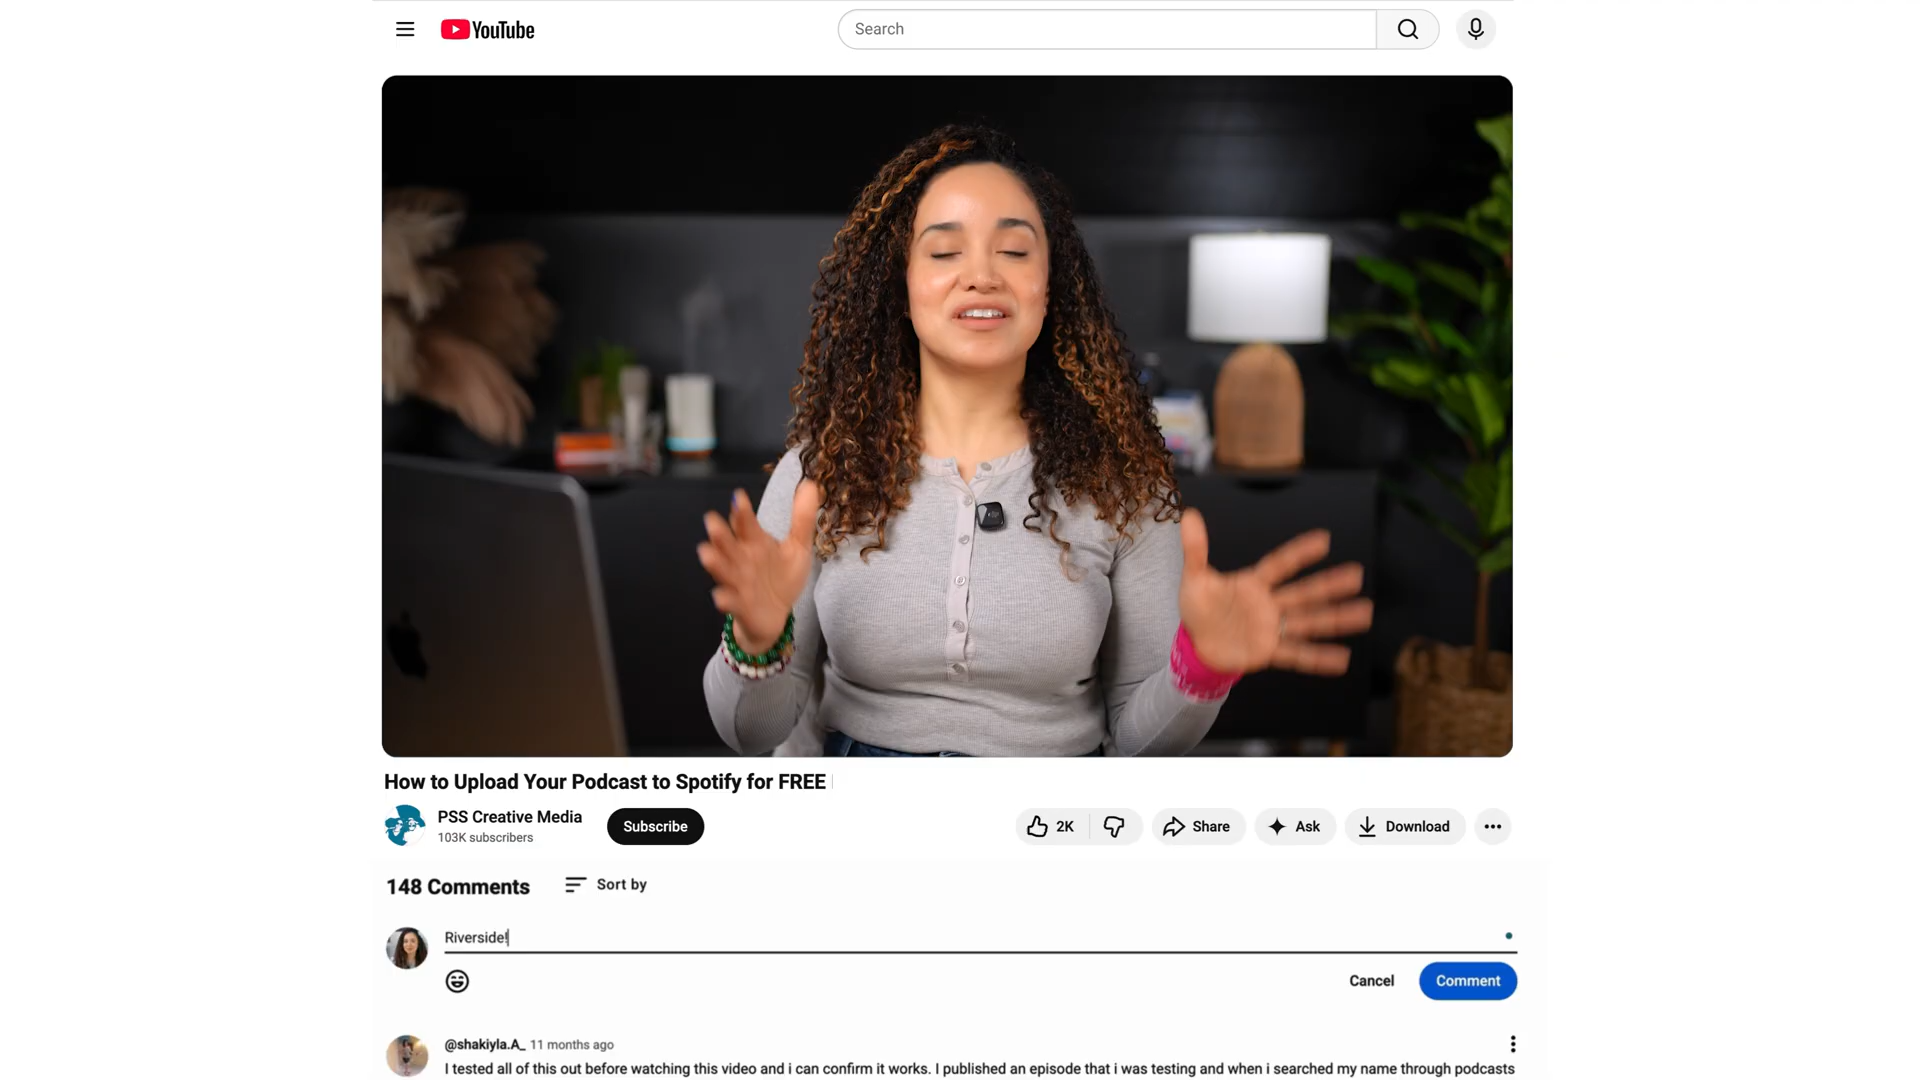 YouTube
Search
How to Upload Your Podcast to Spotify for FREE
PSS Creative Media
103K subscribers
Subscribe
2K
Share
Ask
Download
148 Comments
Sort by
Riverside!
Cancel
Comment
@shakiyla.A_ 11 months ago
I tested all of this out before watching this video and i can confirm it works. I published an episode that i was testing and when i searched my name through podcasts